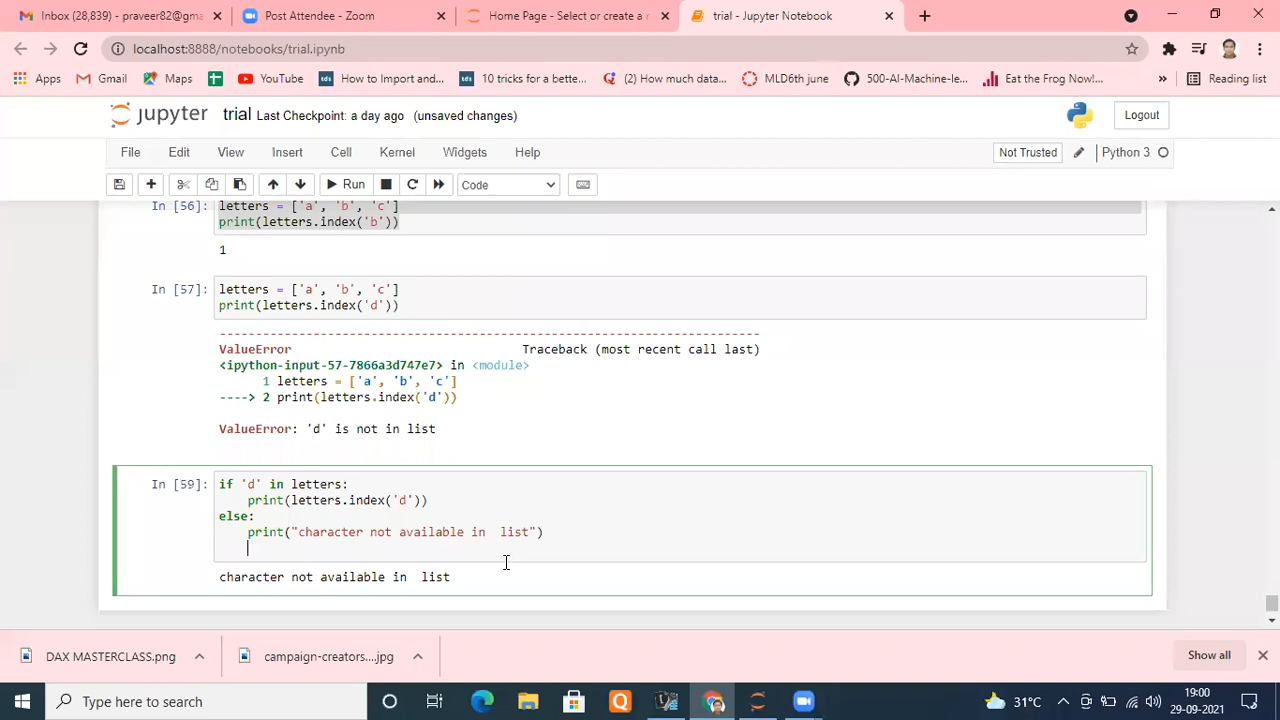 Inbox (28,839) - praveer82@gma
Post Attendee - Zoom
Home Page - Select or create a n
trial - Jupyter Notebook
localhost:8888/notebooks/trial.ipynb
Apps
Gmail
Maps
YouTube
tds
How to Import and...
tds
10 tricks for a bette...
(2) How much data...
MLD6th june
500-AI-Machine-le...
Eat the Frog Now!...
»
Reading list
jupyter
trial Last Checkpoint: a day ago (unsaved changes)
Logout
File
Edit
View
Insert
Cell
Kernel
Widgets
Help
Not Trusted
Python 3
Run
Code
In [56]:
letters = ['a', 'b', 'c']
print(letters.index('b'))
1
In [57]:
letters = ['a', 'b', 'c']
print(letters.index('d'))
---------------------------------------------------------------------------
ValueError Traceback (most recent call last)
<ipython-input-57-7866a3d747e7> in <module>
1 letters = ['a', 'b', 'c']
----> 2 print(letters.index('d'))
ValueError: 'd' is not in list
In [59]:
if 'd' in letters:
print(letters.index('d'))
else:
print("character not available in  list")
character not available in  list
DAX MASTERCLASS.png
campaign-creators....jpg
Show all
Type here to search
Q
31°C
19:00
29-09-2021